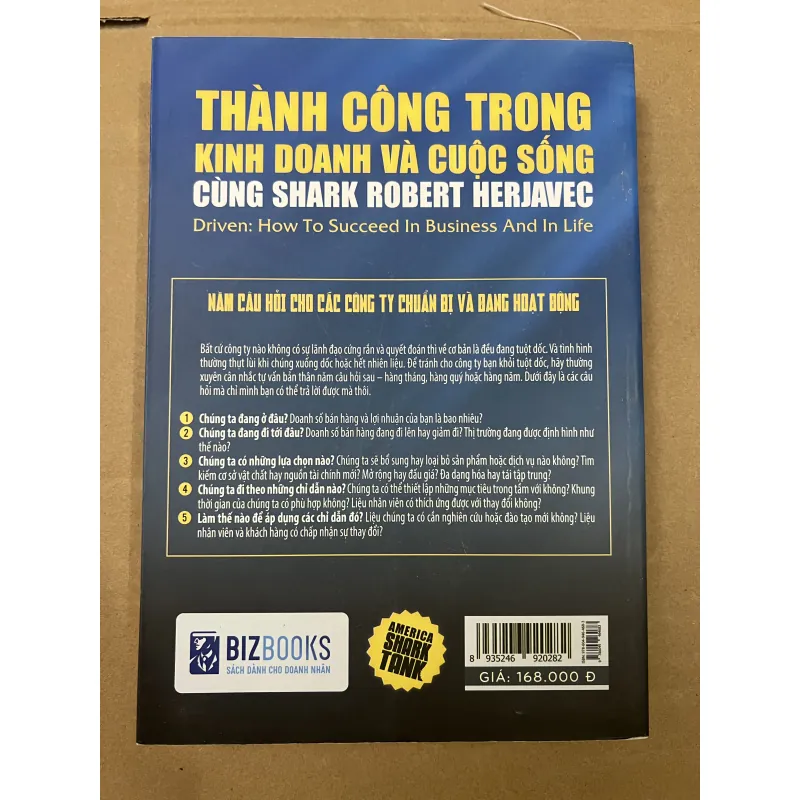 THÀNH CÔNG TRONG
KINH DOANH VÀ CUỘC SỐNG
CÙNG SHARK ROBERT HERJAVEC
Driven: How To Succeed In Business And In Life
NĂM CÂU HỎI CHO CÁC CÔNG TY CHUẨN BỊ VÀ ĐANG HOẠT ĐỘNG
Bất cứ công ty nào không có sự lãnh đạo cứng rắn và quyết đoán thì về cơ bản là đều đang tuột dốc. Và tình hình
thường thụt lùi khi chúng xuống dốc hoặc hết nhiên liệu. Để tránh cho công ty bạn khỏi tuột dốc, hãy thường
xuyên cân nhắc tự vấn bản thân năm câu hỏi sau – hàng tháng, hàng quý hoặc hàng năm. Dưới đây là các câu
hỏi mà chỉ mình bạn có thể trả lời được mà thôi.
1 Chúng ta đang ở đâu? Doanh số bán hàng và lợi nhuận của bạn là bao nhiêu?
2 Chúng ta đang đi tới đâu? Doanh số bán hàng đang đi lên hay giảm đi? Thị trường đang được định hình như
thế nào?
3 Chúng ta có những lựa chọn nào? Chúng ta sẽ bổ sung hay loại bỏ sản phẩm hoặc dịch vụ nào không? Tìm
kiếm cơ sở vật chất hay nguồn tài chính mới? Mở rộng hay đấu giá? Đa dạng hóa hay tái tập trung?
4 Chúng ta đi theo những chỉ dẫn nào? Chúng ta có thể thiết lập những mục tiêu trong tầm với không? Khung
thời gian của chúng ta có phù hợp không? Liệu nhân viên có thích ứng được với thay đổi không?
5 Làm thế nào để áp dụng các chỉ dẫn đó? Liệu chúng ta có cần nghiên cứu hoặc đào tạo mới không? Liệu
nhân viên và khách hàng có chấp nhận sự thay đổi?
BIZBOOKS
SÁCH DÀNH CHO DOANH NHÂN
AMERICA
SHARK
TANK
8 935246 920282
GIÁ: 168.000 Đ